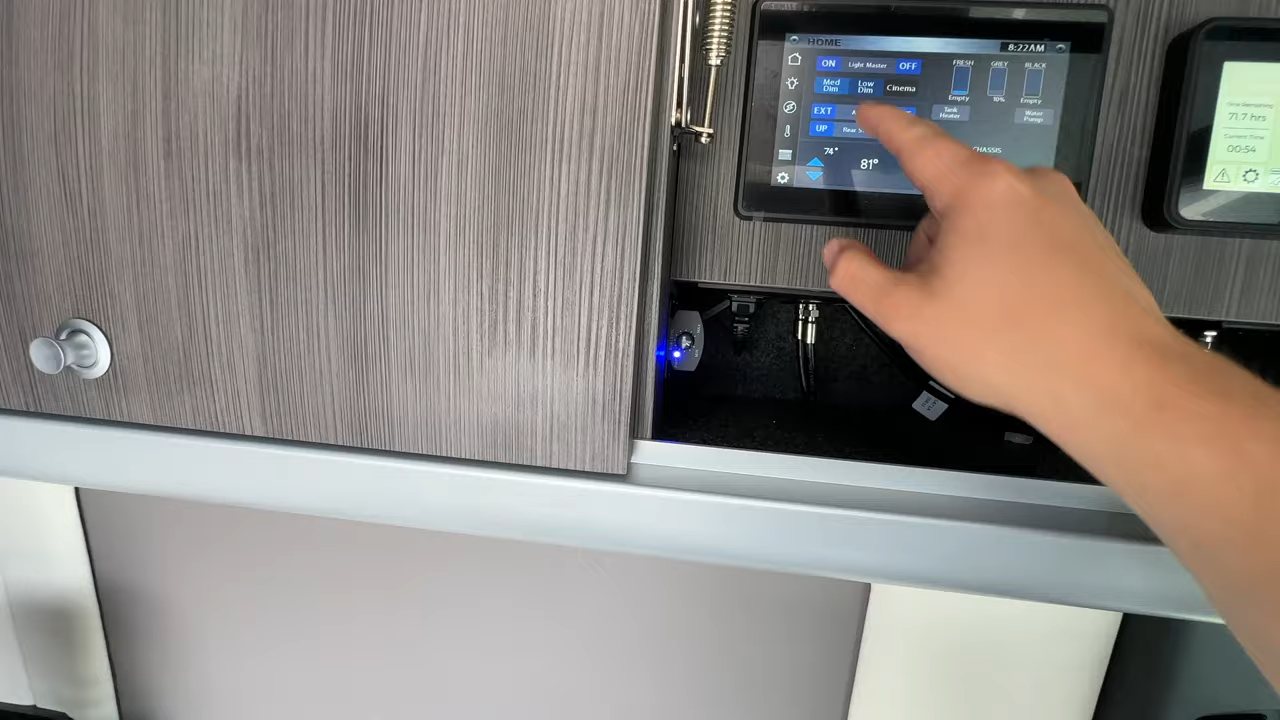 HOME
8:22AM
ON Light Master OFF
FRESH GREY BLACK
Med Dim
Low Dim
Cinema
Empty 10% Empty
EXT
Tank Heater
Water Pump
UP Rear
74°
81°
CHASSIS
Time Remaining
71.7 hrs
Current Time
00:54